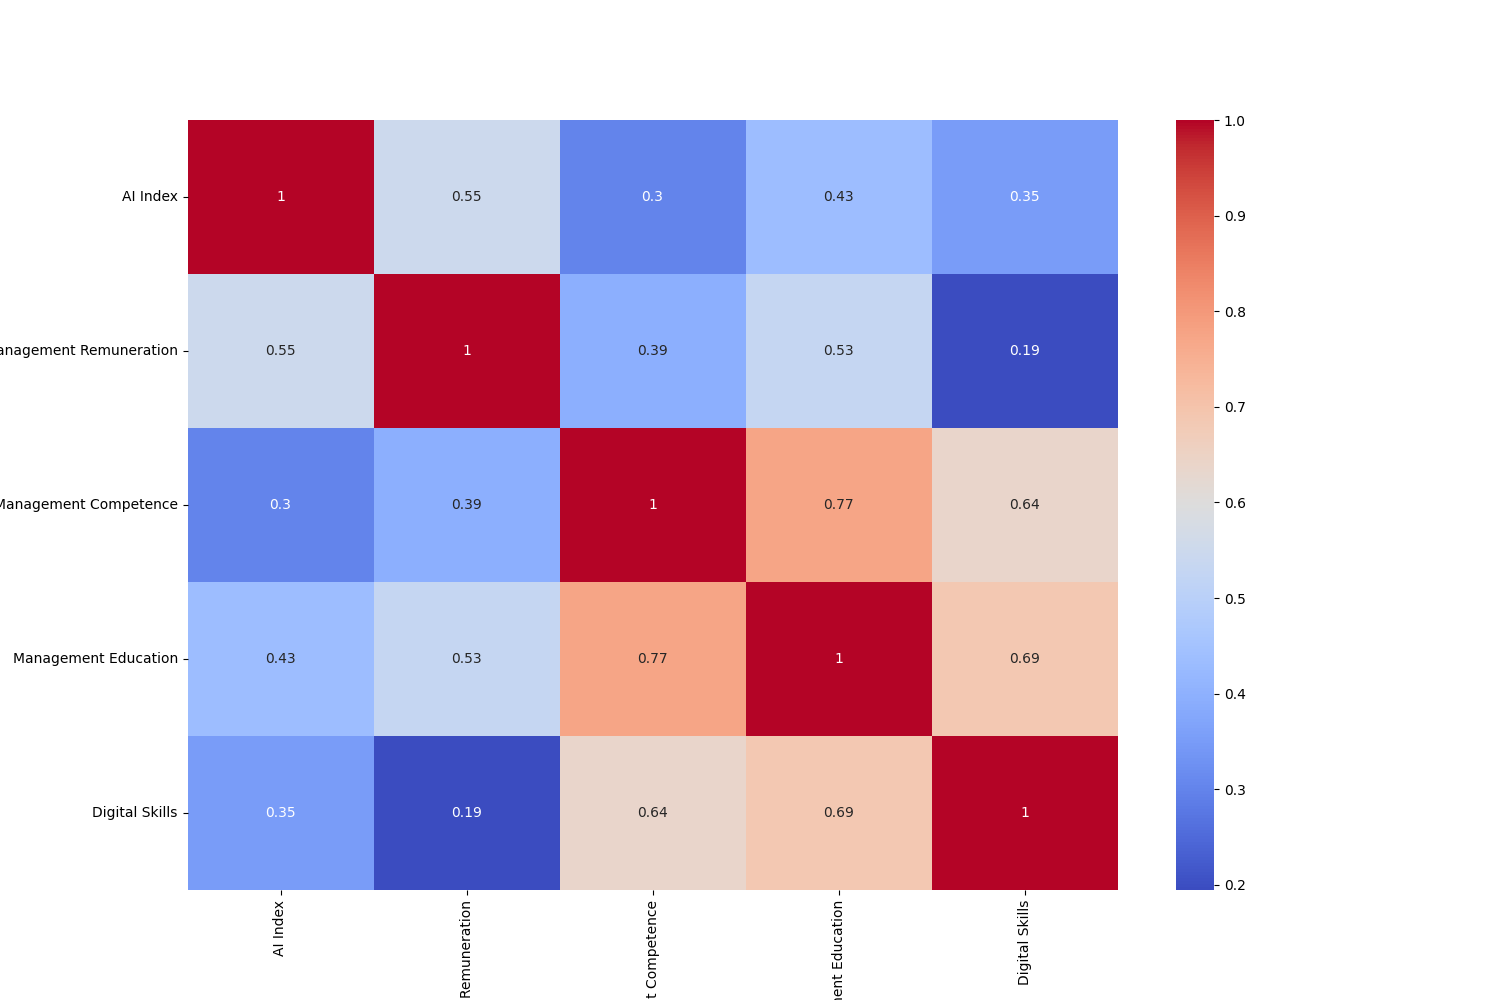 1.0
AI Index 1 0.55 0.3 0.43 0.35
0.9
0.8
anagement Remuneration 0.55 1 0.39 0.53 0.19
0.7
Management Competence 0.3 0.39 1 0.77 0.64
0.6
0.5
Management Education 0.43 0.53 0.77 1 0.69
0.4
Digital Skills 0.35 0.19 0.64 0.69 1
0.3
0.2
AI Index
Remuneration
t Competence
ment Education
Digital Skills